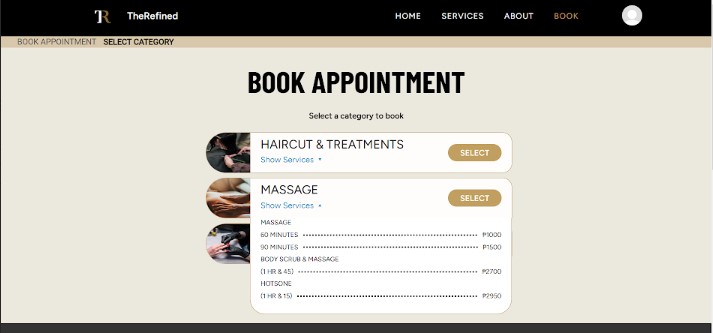 TR TheRefined HOME SERVICES ABOUT BOOK
BOOK APPOINTMENT SELECT CATEGORY
BOOK APPOINTMENT
Select a category to book
HAIRCUT & TREATMENTS
Show Services
SELECT
MASSAGE
Show Services
SELECT
MASSAGE
60 MINUTES ₱1000
90 MINUTES ₱1500
BODY SCRUB & MASSAGE
(1 HR & 45) ₱2700
HOTSONE
(1 HR & 15) ₱2950